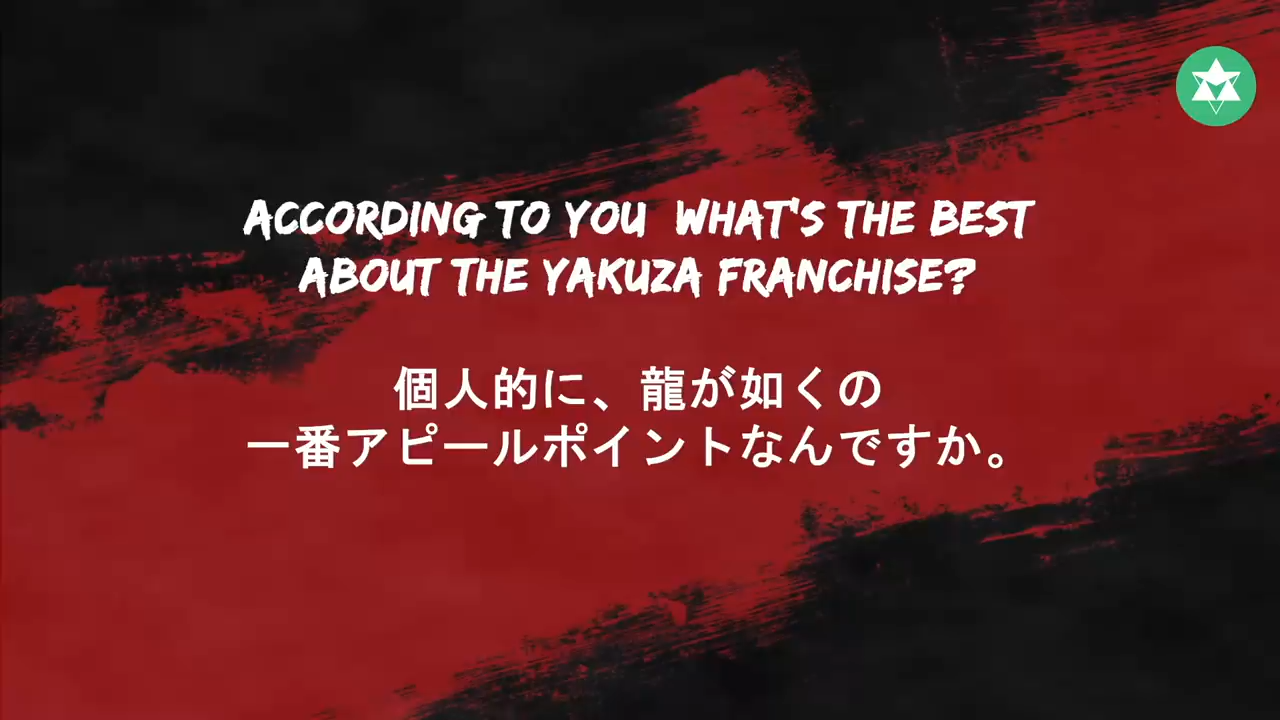 ACCORDING TO YOU WHAT'S THE BEST
ABOUT THE YAKUZA FRANCHISE?
個人的に、龍が如くの
一番アピールポイントなんですか。